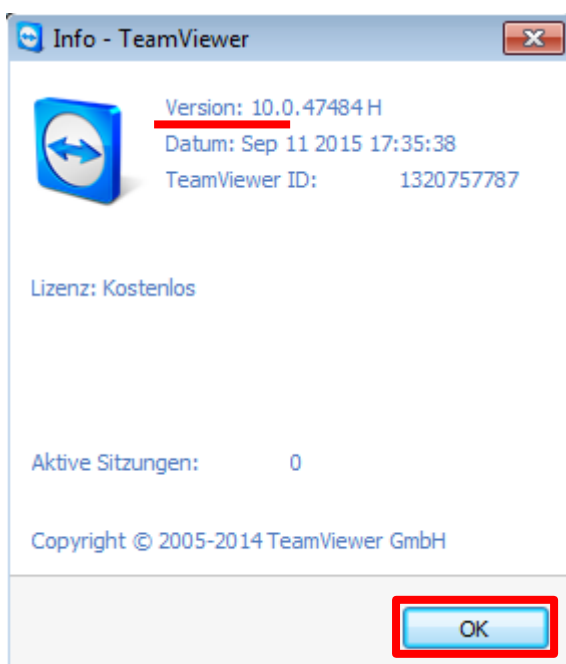 Info - TeamViewer
Version: 10.0.47484 H
Datum: Sep 11 2015 17:35:38
TeamViewer ID: 1320757787
Lizenz: Kostenlos
Aktive Sitzungen: 0
Copyright © 2005-2014 TeamViewer GmbH
OK